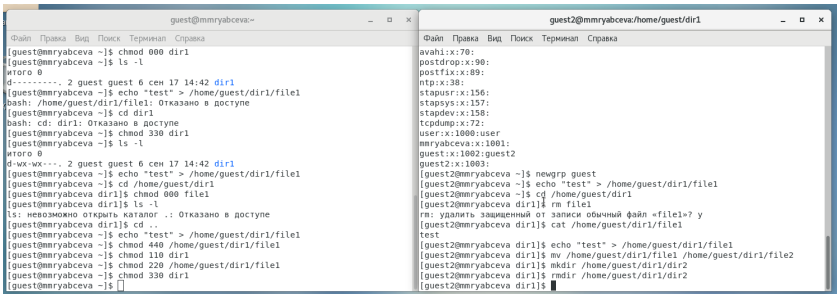 guest@mmryabceva:~
Файл Правка Вид Поиск Терминал Справка
[guest@mmryabceva ~]$ chmod 000 dir1
[guest@mmryabceva ~]$ ls -l
итого 0
d---------. 2 guest guest 6 сен 17 14:42 dir1
[guest@mmryabceva ~]$ echo "test" > /home/guest/dir1/file1
bash: /home/guest/dir1/file1: Отказано в доступе
[guest@mmryabceva ~]$ cd dir1
bash: cd: dir1: Отказано в доступе
[guest@mmryabceva ~]$ chmod 330 dir1
[guest@mmryabceva ~]$ ls -l
итого 0
d-wx-wx---. 2 guest guest 6 сен 17 14:42 dir1
[guest@mmryabceva ~]$ echo "test" > /home/guest/dir1/file1
[guest@mmryabceva ~]$ cd /home/guest/dir1
[guest@mmryabceva dir1]$ chmod 000 file1
[guest@mmryabceva dir1]$ ls -l
ls: невозможно открыть каталог .: Отказано в доступе
[guest@mmryabceva dir1]$ cd ..
[guest@mmryabceva ~]$ echo "test" > /home/guest/dir1/file1
[guest@mmryabceva ~]$ chmod 440 /home/guest/dir1/file1
[guest@mmryabceva ~]$ chmod 110 dir1
[guest@mmryabceva ~]$ chmod 220 /home/guest/dir1/file1
[guest@mmryabceva ~]$ chmod 330 dir1
[guest@mmryabceva ~]$
guest2@mmryabceva:/home/guest/dir1
Файл Правка Вид Поиск Терминал Справка
avahi:x:70:
postdrop:x:90:
postfix:x:89:
ntp:x:38:
stapusr:x:156:
stapsys:x:157:
stapdev:x:158:
tcpdump:x:72:
user:x:1000:user
mmryabceva:x:1001:
guest:x:1002:guest2
guest2:x:1003:
[guest2@mmryabceva ~]$ newgrp guest
[guest2@mmryabceva ~]$ echo "test" > /home/guest/dir1/file1
[guest2@mmryabceva ~]$ cd /home/guest/dir1
[guest2@mmryabceva dir1]$ rm file1
rm: удалить защищенный от записи обычный файл «file1»? y
[guest2@mmryabceva dir1]$ cat /home/guest/dir1/file1
test
[guest2@mmryabceva dir1]$ echo "test" > /home/guest/dir1/file1
[guest2@mmryabceva dir1]$ mv /home/guest/dir1/file1 /home/guest/dir1/file2
[guest2@mmryabceva dir1]$ mkdir /home/guest/dir1/dir2
[guest2@mmryabceva dir1]$ rmdir /home/guest/dir1/dir2
[guest2@mmryabceva dir1]$